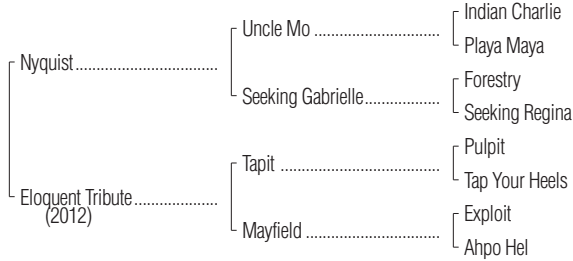 Indian Charlie
Uncle Mo
Playa Maya
Nyquist
Forestry
Seeking Gabrielle
Seeking Regina
Pulpit
Tapit
Tap Your Heels
Eloquent Tribute
(2012)
Exploit
Mayfield
Ahpo Hel